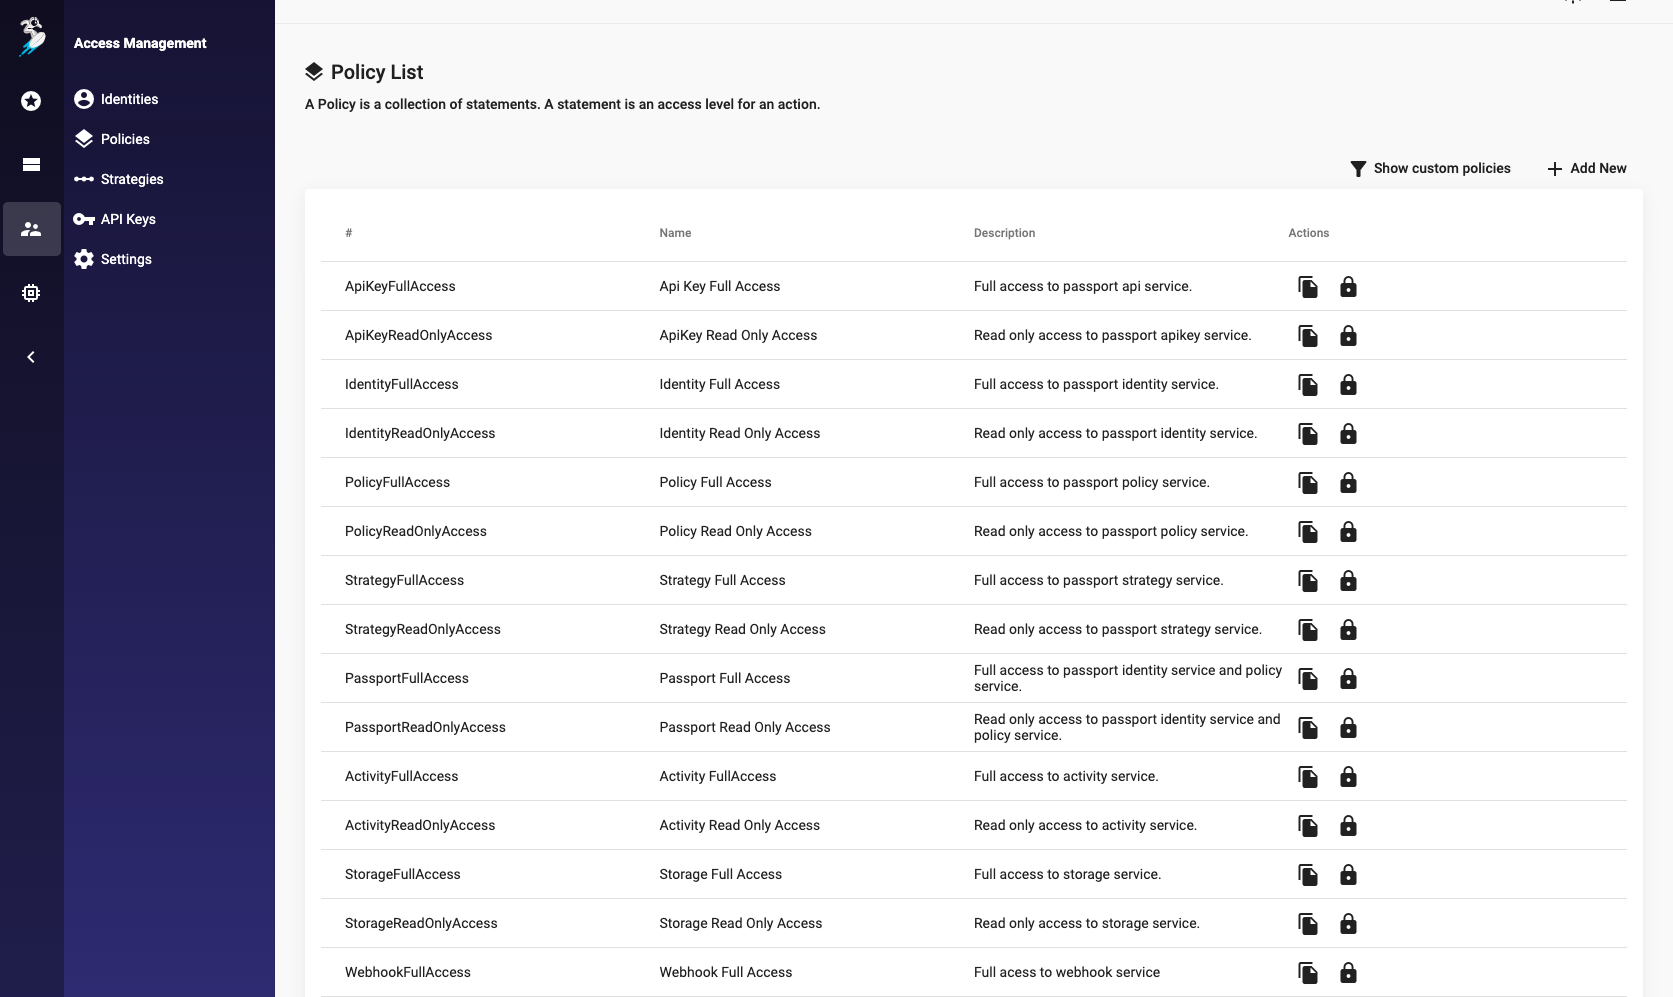 Access Management
Identities
Policies
Strategies
API Keys
Settings
Policy List
A Policy is a collection of statements. A statement is an access level for an action.
Show custom policies
Add New
# Name Description Actions
ApiKeyFullAccess Api Key Full Access Full access to passport api service.
ApiKeyReadOnlyAccess ApiKey Read Only Access Read only access to passport apikey service.
IdentityFullAccess Identity Full Access Full access to passport identity service.
IdentityReadOnlyAccess Identity Read Only Access Read only access to passport identity service.
PolicyFullAccess Policy Full Access Full access to passport policy service.
PolicyReadOnlyAccess Policy Read Only Access Read only access to passport policy service.
StrategyFullAccess Strategy Full Access Full access to passport strategy service.
StrategyReadOnlyAccess Strategy Read Only Access Read only access to passport strategy service.
PassportFullAccess Passport Full Access Full access to passport identity service and policy
service.
PassportReadOnlyAccess Passport Read Only Access Read only access to passport identity service and
policy service.
ActivityFullAccess Activity FullAccess Full access to activity service.
ActivityReadOnlyAccess Activity Read Only Access Read only access to activity service.
StorageFullAccess Storage Full Access Full access to storage service.
StorageReadOnlyAccess Storage Read Only Access Read only access to storage service.
WebhookFullAccess Webhook Full Access Full acess to webhook service